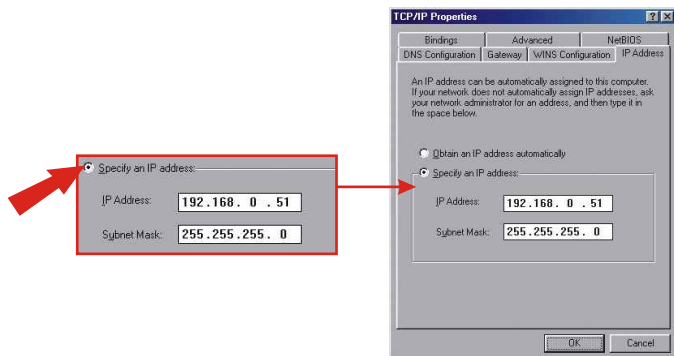 Specify an IP address:
IP Address: 192.168. 0 .51
Subnet Mask: 255.255.255. 0
TCP/IP Properties
Bindings Advanced NetBIOS
DNS Configuration Gateway WINS Configuration IP Address
An IP address can be automatically assigned to this computer.
If your network does not automatically assign IP addresses, ask
your network administrator for an address, and then type it in
the space below.
Obtain an IP address automatically
Specify an IP address:
IP Address: 192.168. 0 .51
Subnet Mask: 255.255.255. 0
OK Cancel